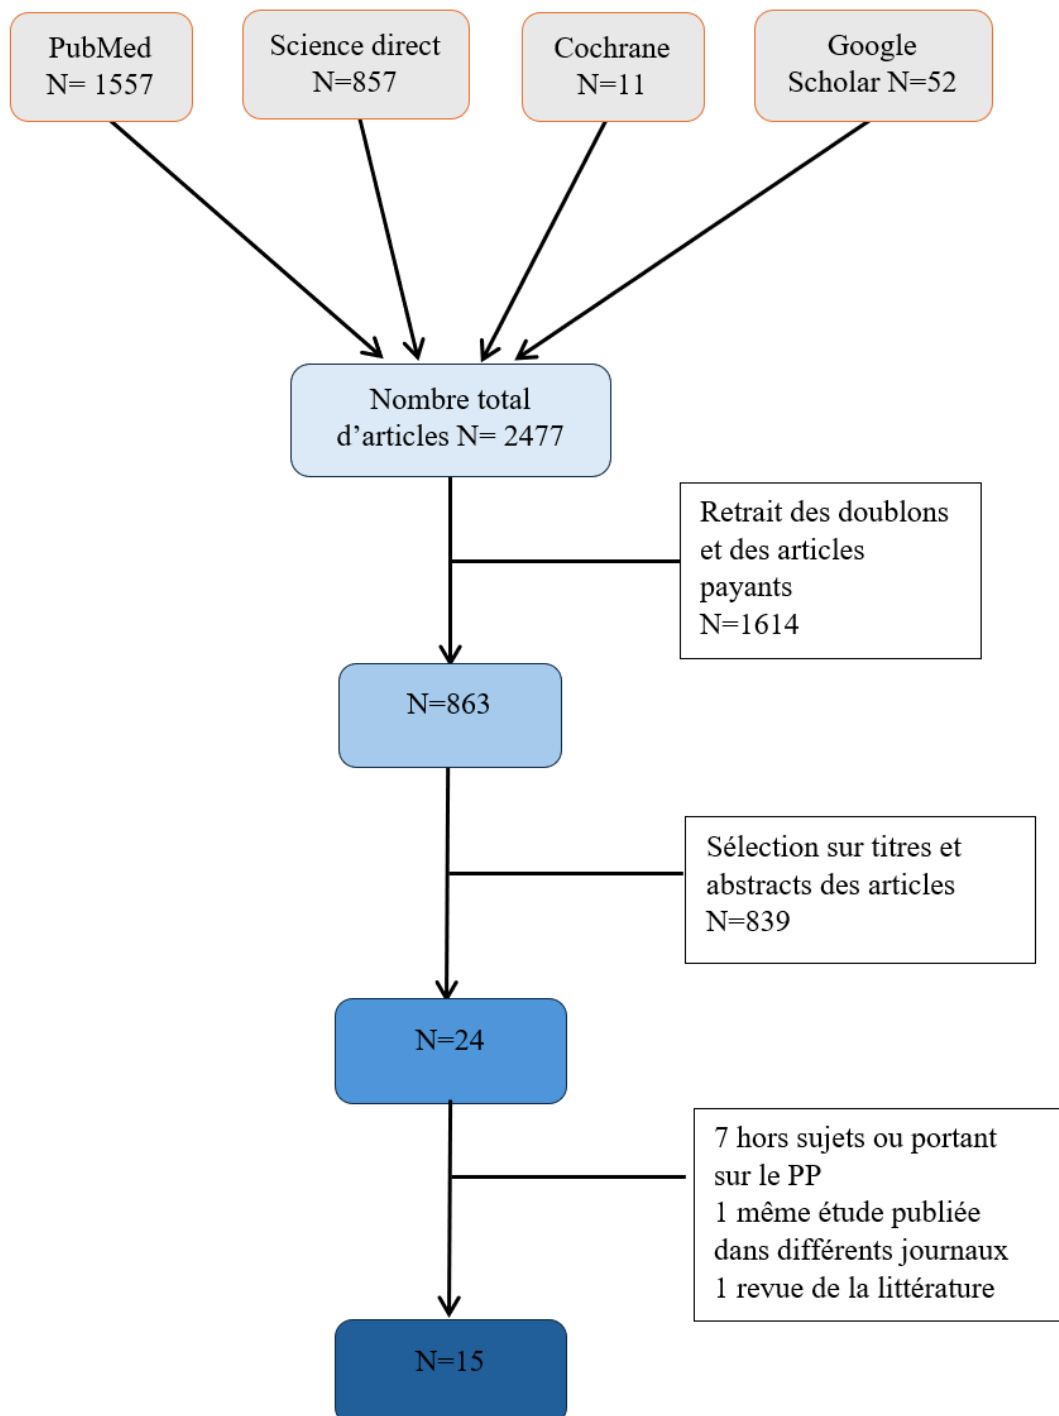 PubMed
N= 1557
Science direct
N=857
Cochrane
N=11
Google
Scholar N=52
Nombre total
d’articles N= 2477
Retrait des doublons
et des articles
payants
N=1614
N=863
Sélection sur titres et
abstracts des articles
N=839
N=24
7 hors sujets ou portant
sur le PP
1 même étude publiée
dans différents journaux
1 revue de la littérature
N=15